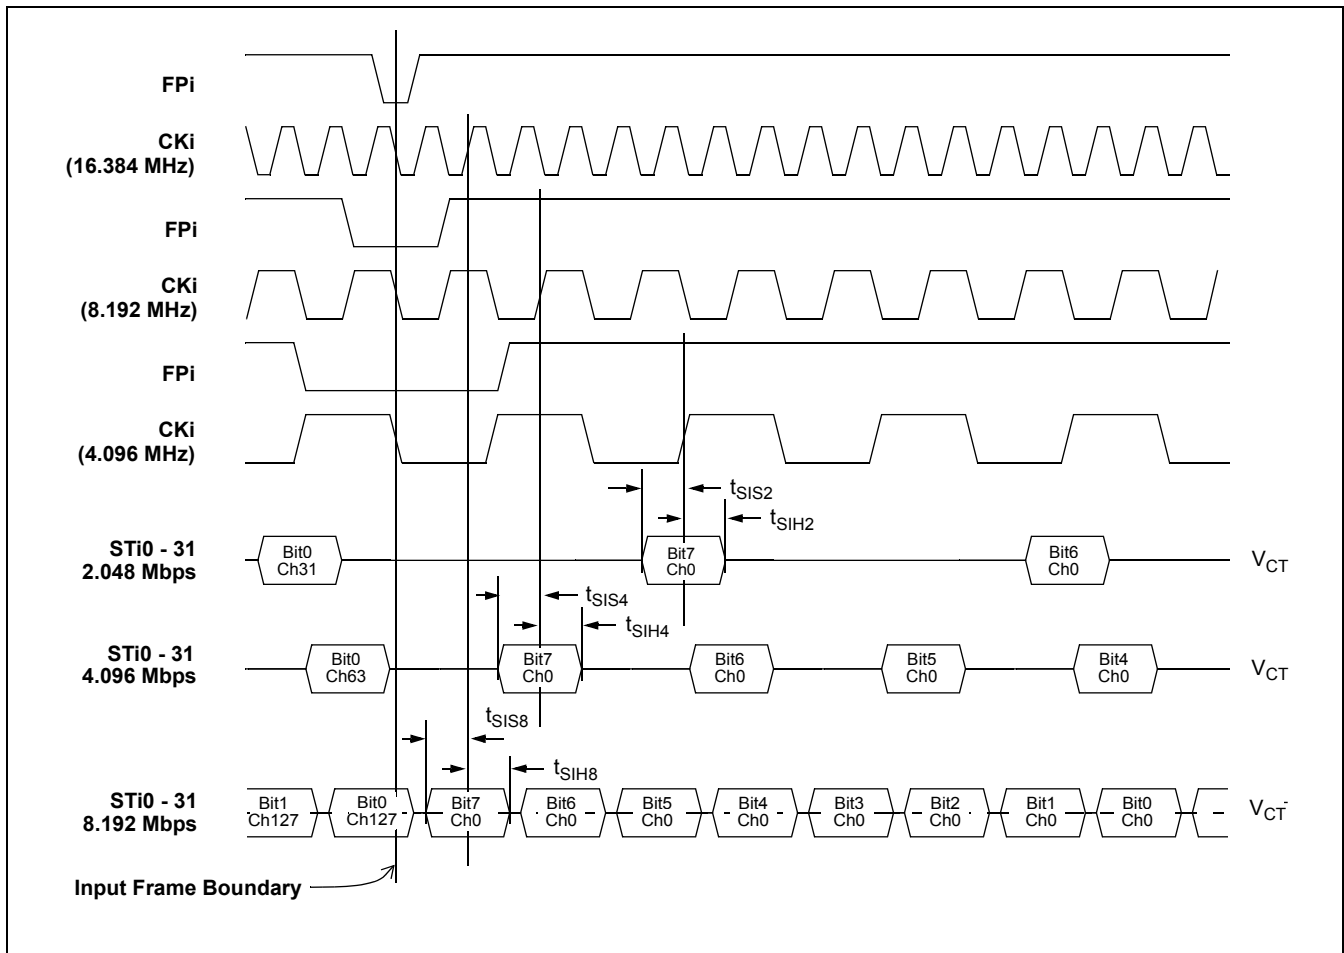 FPi
CKi
(16.384 MHz)
FPi
CKi
(8.192 MHz)
FPi
CKi
(4.096 MHz)
tSIS2
tSIH2
STi0 - 31
2.048 Mbps
Bit0
Ch31
Bit7
Ch0
Bit6
Ch0
VCT
tSIS4
tSIH4
STi0 - 31
4.096 Mbps
Bit0
Ch63
Bit7
Ch0
Bit6
Ch0
Bit5
Ch0
Bit4
Ch0
VCT
tSIS8
tSIH8
STi0 - 31
8.192 Mbps
Bit1
Ch127
Bit0
Ch127
Bit7
Ch0
Bit6
Ch0
Bit5
Ch0
Bit4
Ch0
Bit3
Ch0
Bit2
Ch0
Bit1
Ch0
Bit0
Ch0
VCT
Input Frame Boundary